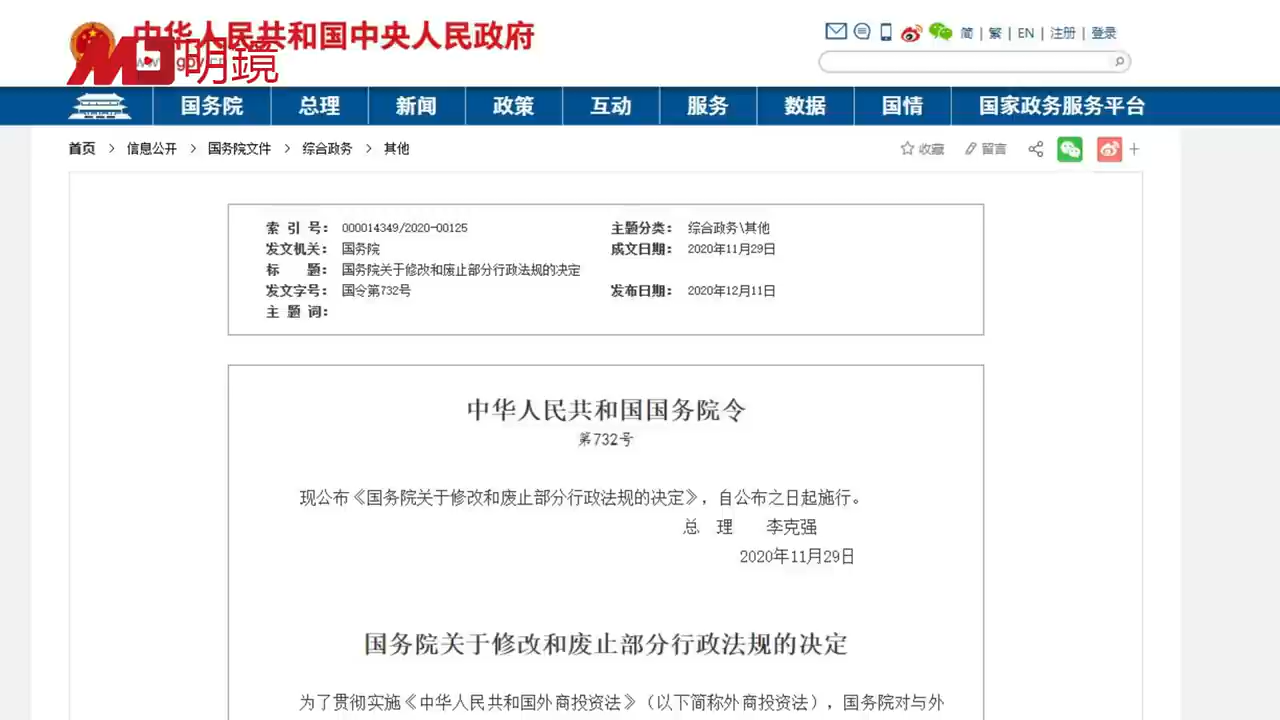 中华人民共和国中央人民政府
明鏡
简 | 繁 | EN | 注册 | 登录
国务院 总理 新闻 政策 互动 服务 数据 国情 国家政务服务平台
首页 > 信息公开 > 国务院文件 > 综合政务 > 其他
收藏 留言
索 引 号： 000014349/2020-00125 主题分类： 综合政务\其他
发文机关： 国务院 成文日期： 2020年11月29日
标 题： 国务院关于修改和废止部分行政法规的决定
发文字号： 国令第732号 发布日期： 2020年12月11日
主 题 词：
中华人民共和国国务院令
第732号
现公布《国务院关于修改和废止部分行政法规的决定》，自公布之日起施行。
总 理 李克强
2020年11月29日
国务院关于修改和废止部分行政法规的决定
为了贯彻实施《中华人民共和国外商投资法》（以下简称外商投资法），国务院对与外